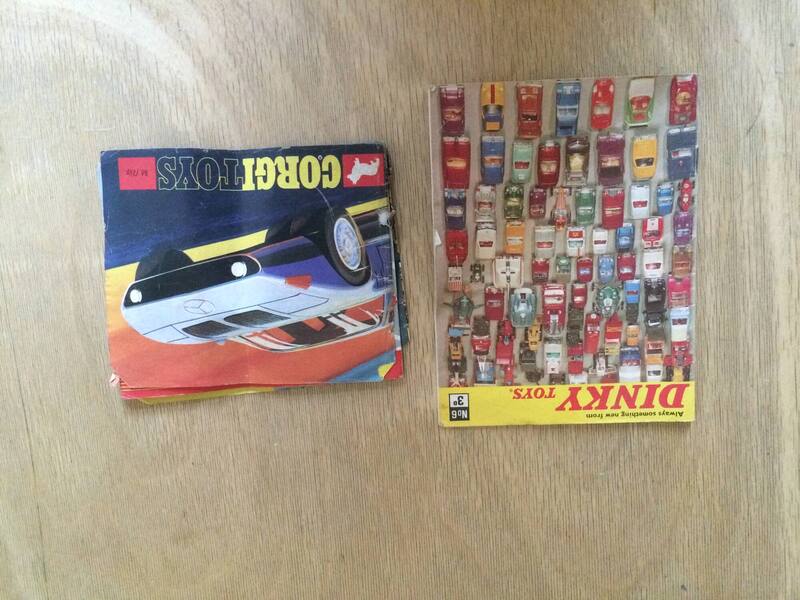 CORGI TOYS
Always something new from
DINKY TOYS.
No 6
3D